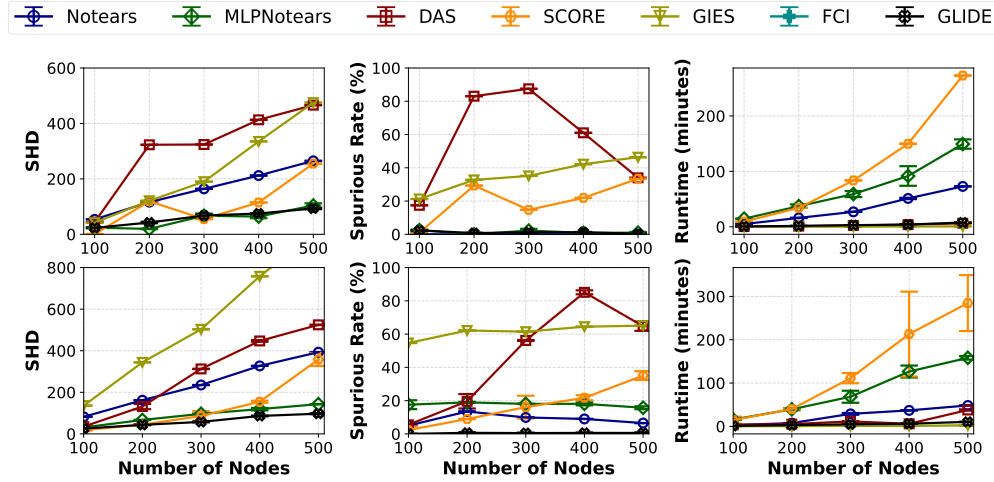 Notears MLPNotears DAS SCORE GIES FCI GLIDE
SHD
600
400
200
0
100 200 300 400 500
Spurious Rate (%)
100
80
60
40
20
0
100 200 300 400 500
Runtime (minutes)
200
100
0
100 200 300 400 500
SHD
800
600
400
200
0
100 200 300 400 500
Number of Nodes
Spurious Rate (%)
100
80
60
40
20
0
100 200 300 400 500
Number of Nodes
Runtime (minutes)
300
200
100
0
100 200 300 400 500
Number of Nodes